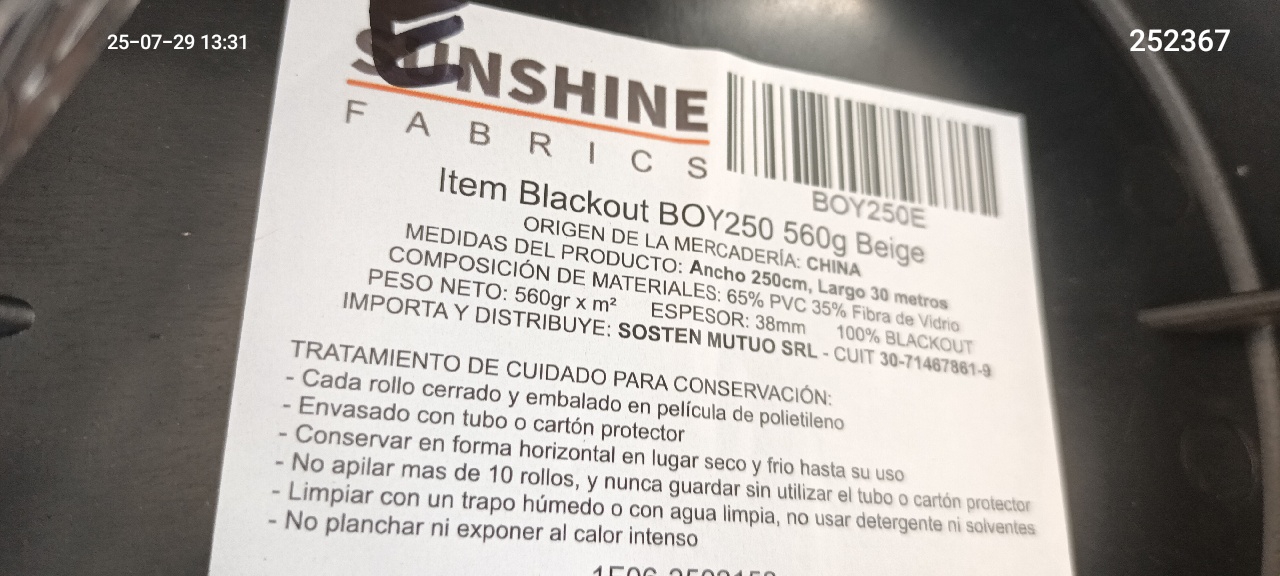 25-07-29 13:31
252367
E
SUNSHINE
FABRICS
BOY250E
Item Blackout BOY250 560g Beige
ORIGEN DE LA MERCADERÍA: CHINA
MEDIDAS DEL PRODUCTO: Ancho 250cm, Largo 30 metros
COMPOSICIÓN DE MATERIALES: 65% PVC 35% Fibra de Vidrio
PESO NETO: 560gr x m² ESPESOR: 38mm 100% BLACKOUT
IMPORTA Y DISTRIBUYE: SOSTEN MUTUO SRL - CUIT 30-71467861-9
TRATAMIENTO DE CUIDADO PARA CONSERVACIÓN:
- Cada rollo cerrado y embalado en película de polietileno
- Envasado con tubo o cartón protector
- Conservar en forma horizontal en lugar seco y frio hasta su uso
- No apilar mas de 10 rollos, y nunca guardar sin utilizar el tubo o cartón protector
- Limpiar con un trapo húmedo o con agua limpia, no usar detergente ni solventes
- No planchar ni exponer al calor intenso